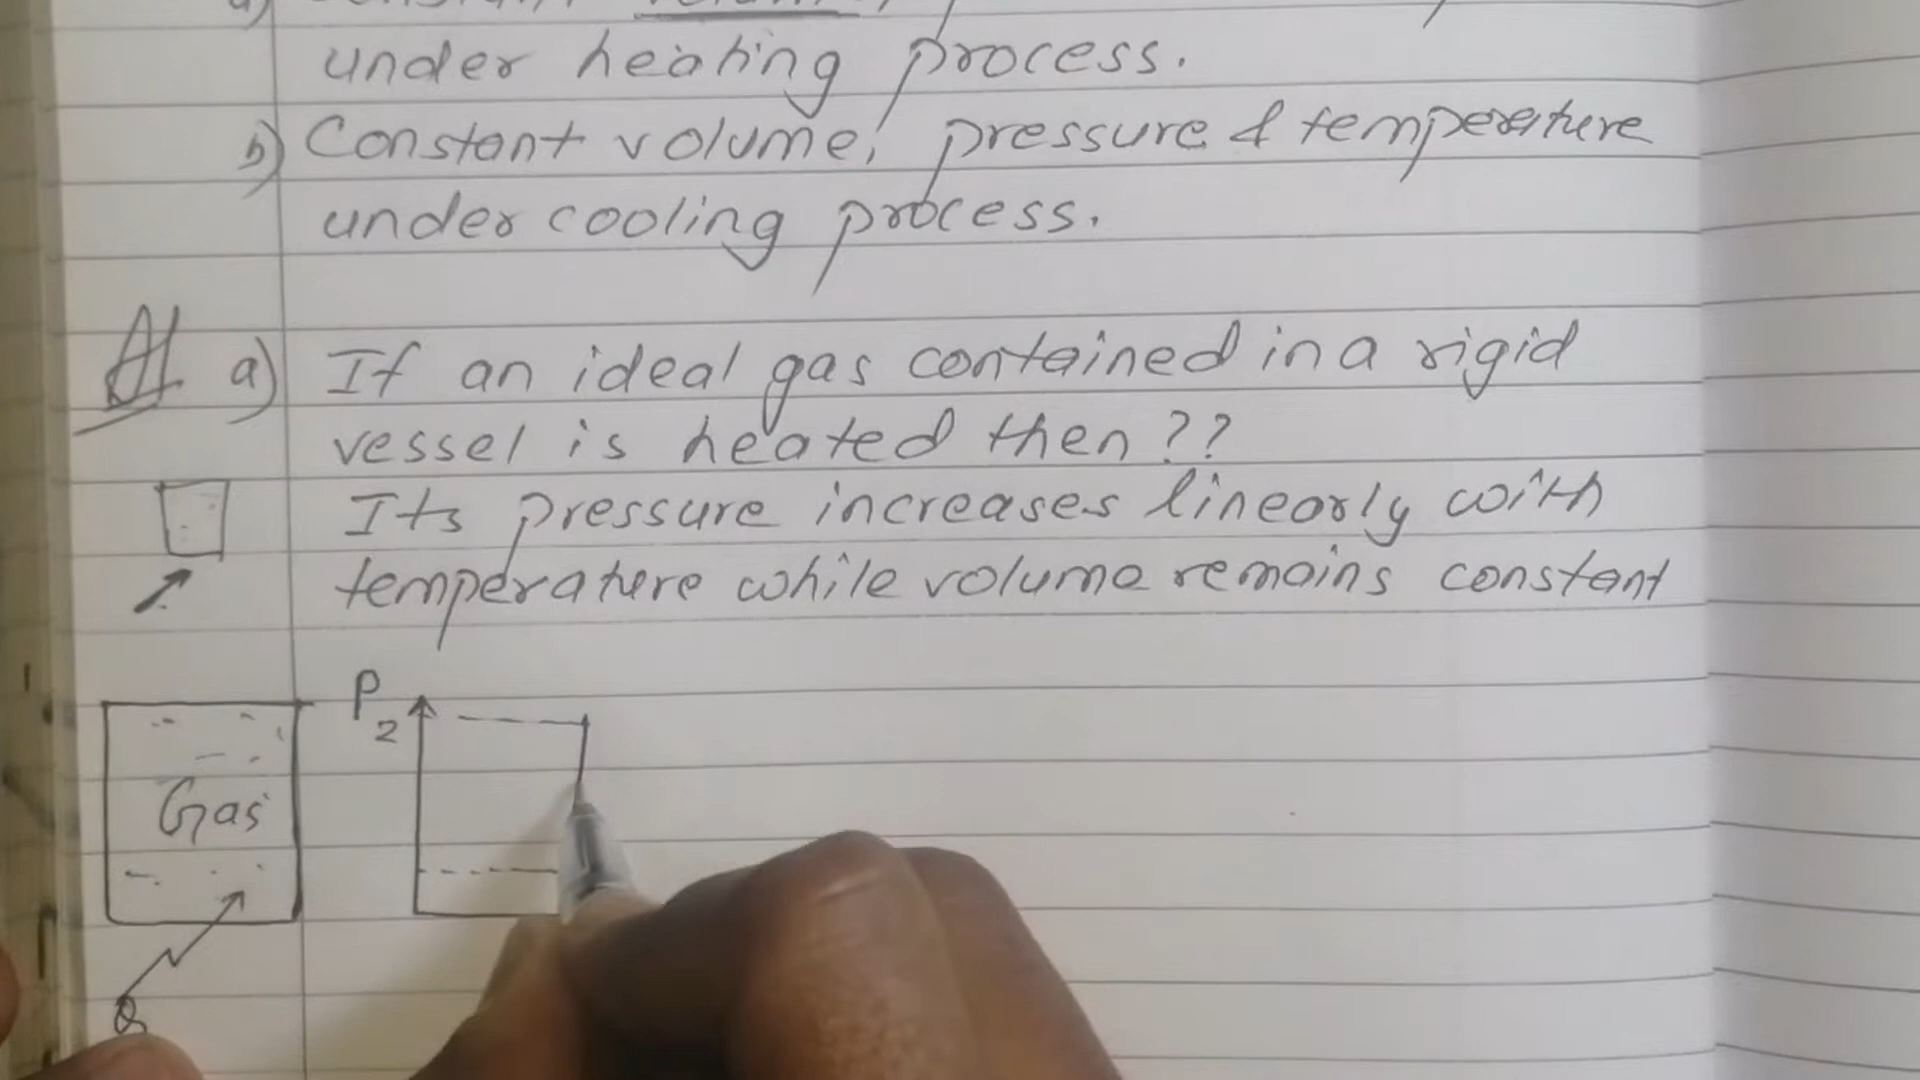 under heating process.
b) Constant volume, pressure & temperature
under cooling process.
a) If an ideal gas contained in a rigid
vessel is heated then ??
Its pressure increases linearly with
temperature while volume remains constant
P
2
Gas
Q